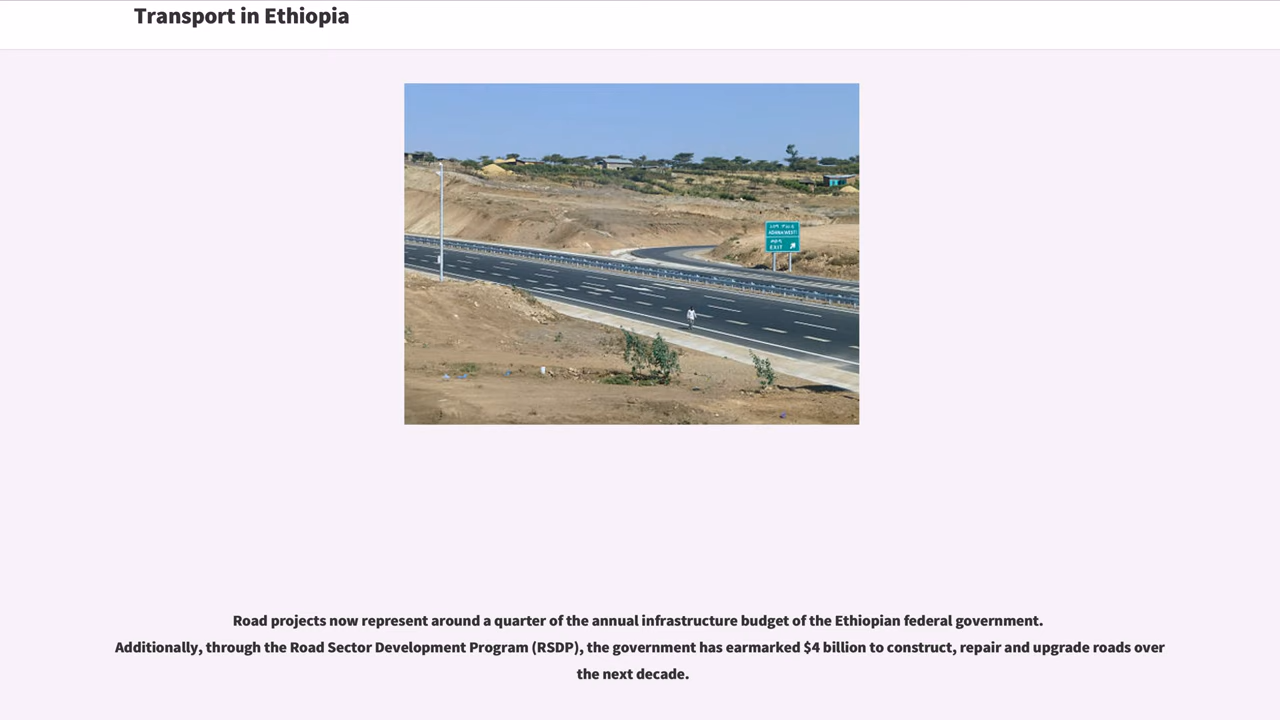 Transport in Ethiopia
ADAMA WEST
EXIT
Road projects now represent around a quarter of the annual infrastructure budget of the Ethiopian federal government.
Additionally, through the Road Sector Development Program (RSDP), the government has earmarked $4 billion to construct, repair and upgrade roads over
the next decade.